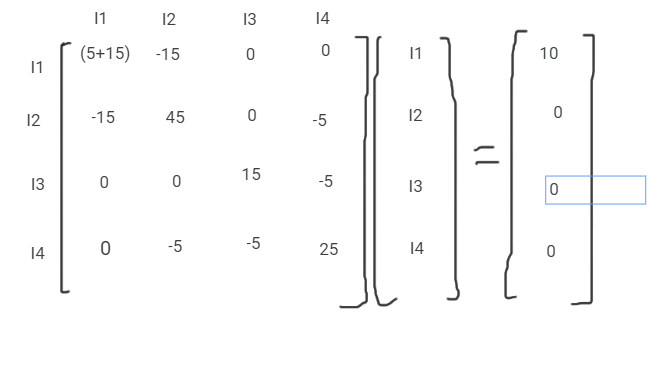 I1 I2 I3 I4
I1 (5+15) -15 0 0 I1 10
I2 -15 45 0 -5 I2 = 0
I3 0 0 15 -5 I3 0
I4 0 -5 -5 25 I4 0